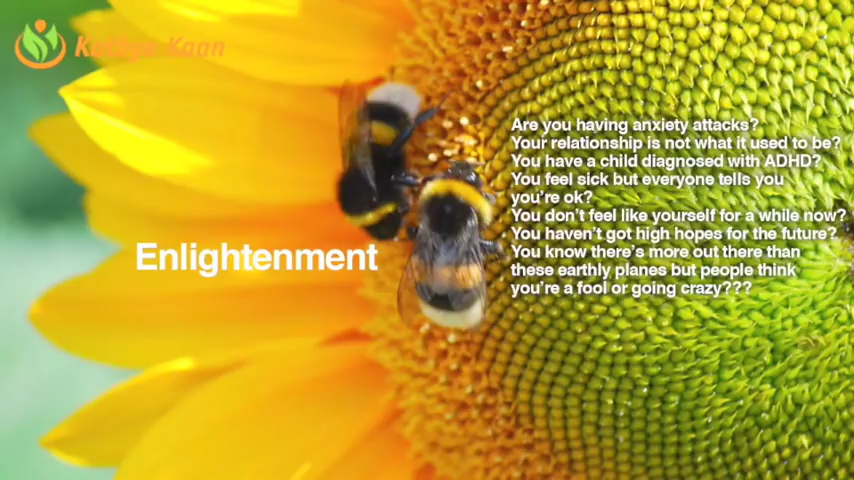 Enlightenment
Are you having anxiety attacks?
Your relationship is not what it used to be?
You have a child diagnosed with ADHD?
You feel sick but everyone tells you
you're ok?
You don't feel like yourself for a while now?
You haven't got high hopes for the future?
You know there's more out there than
these earthly planes but people think
you're a fool or going crazy???